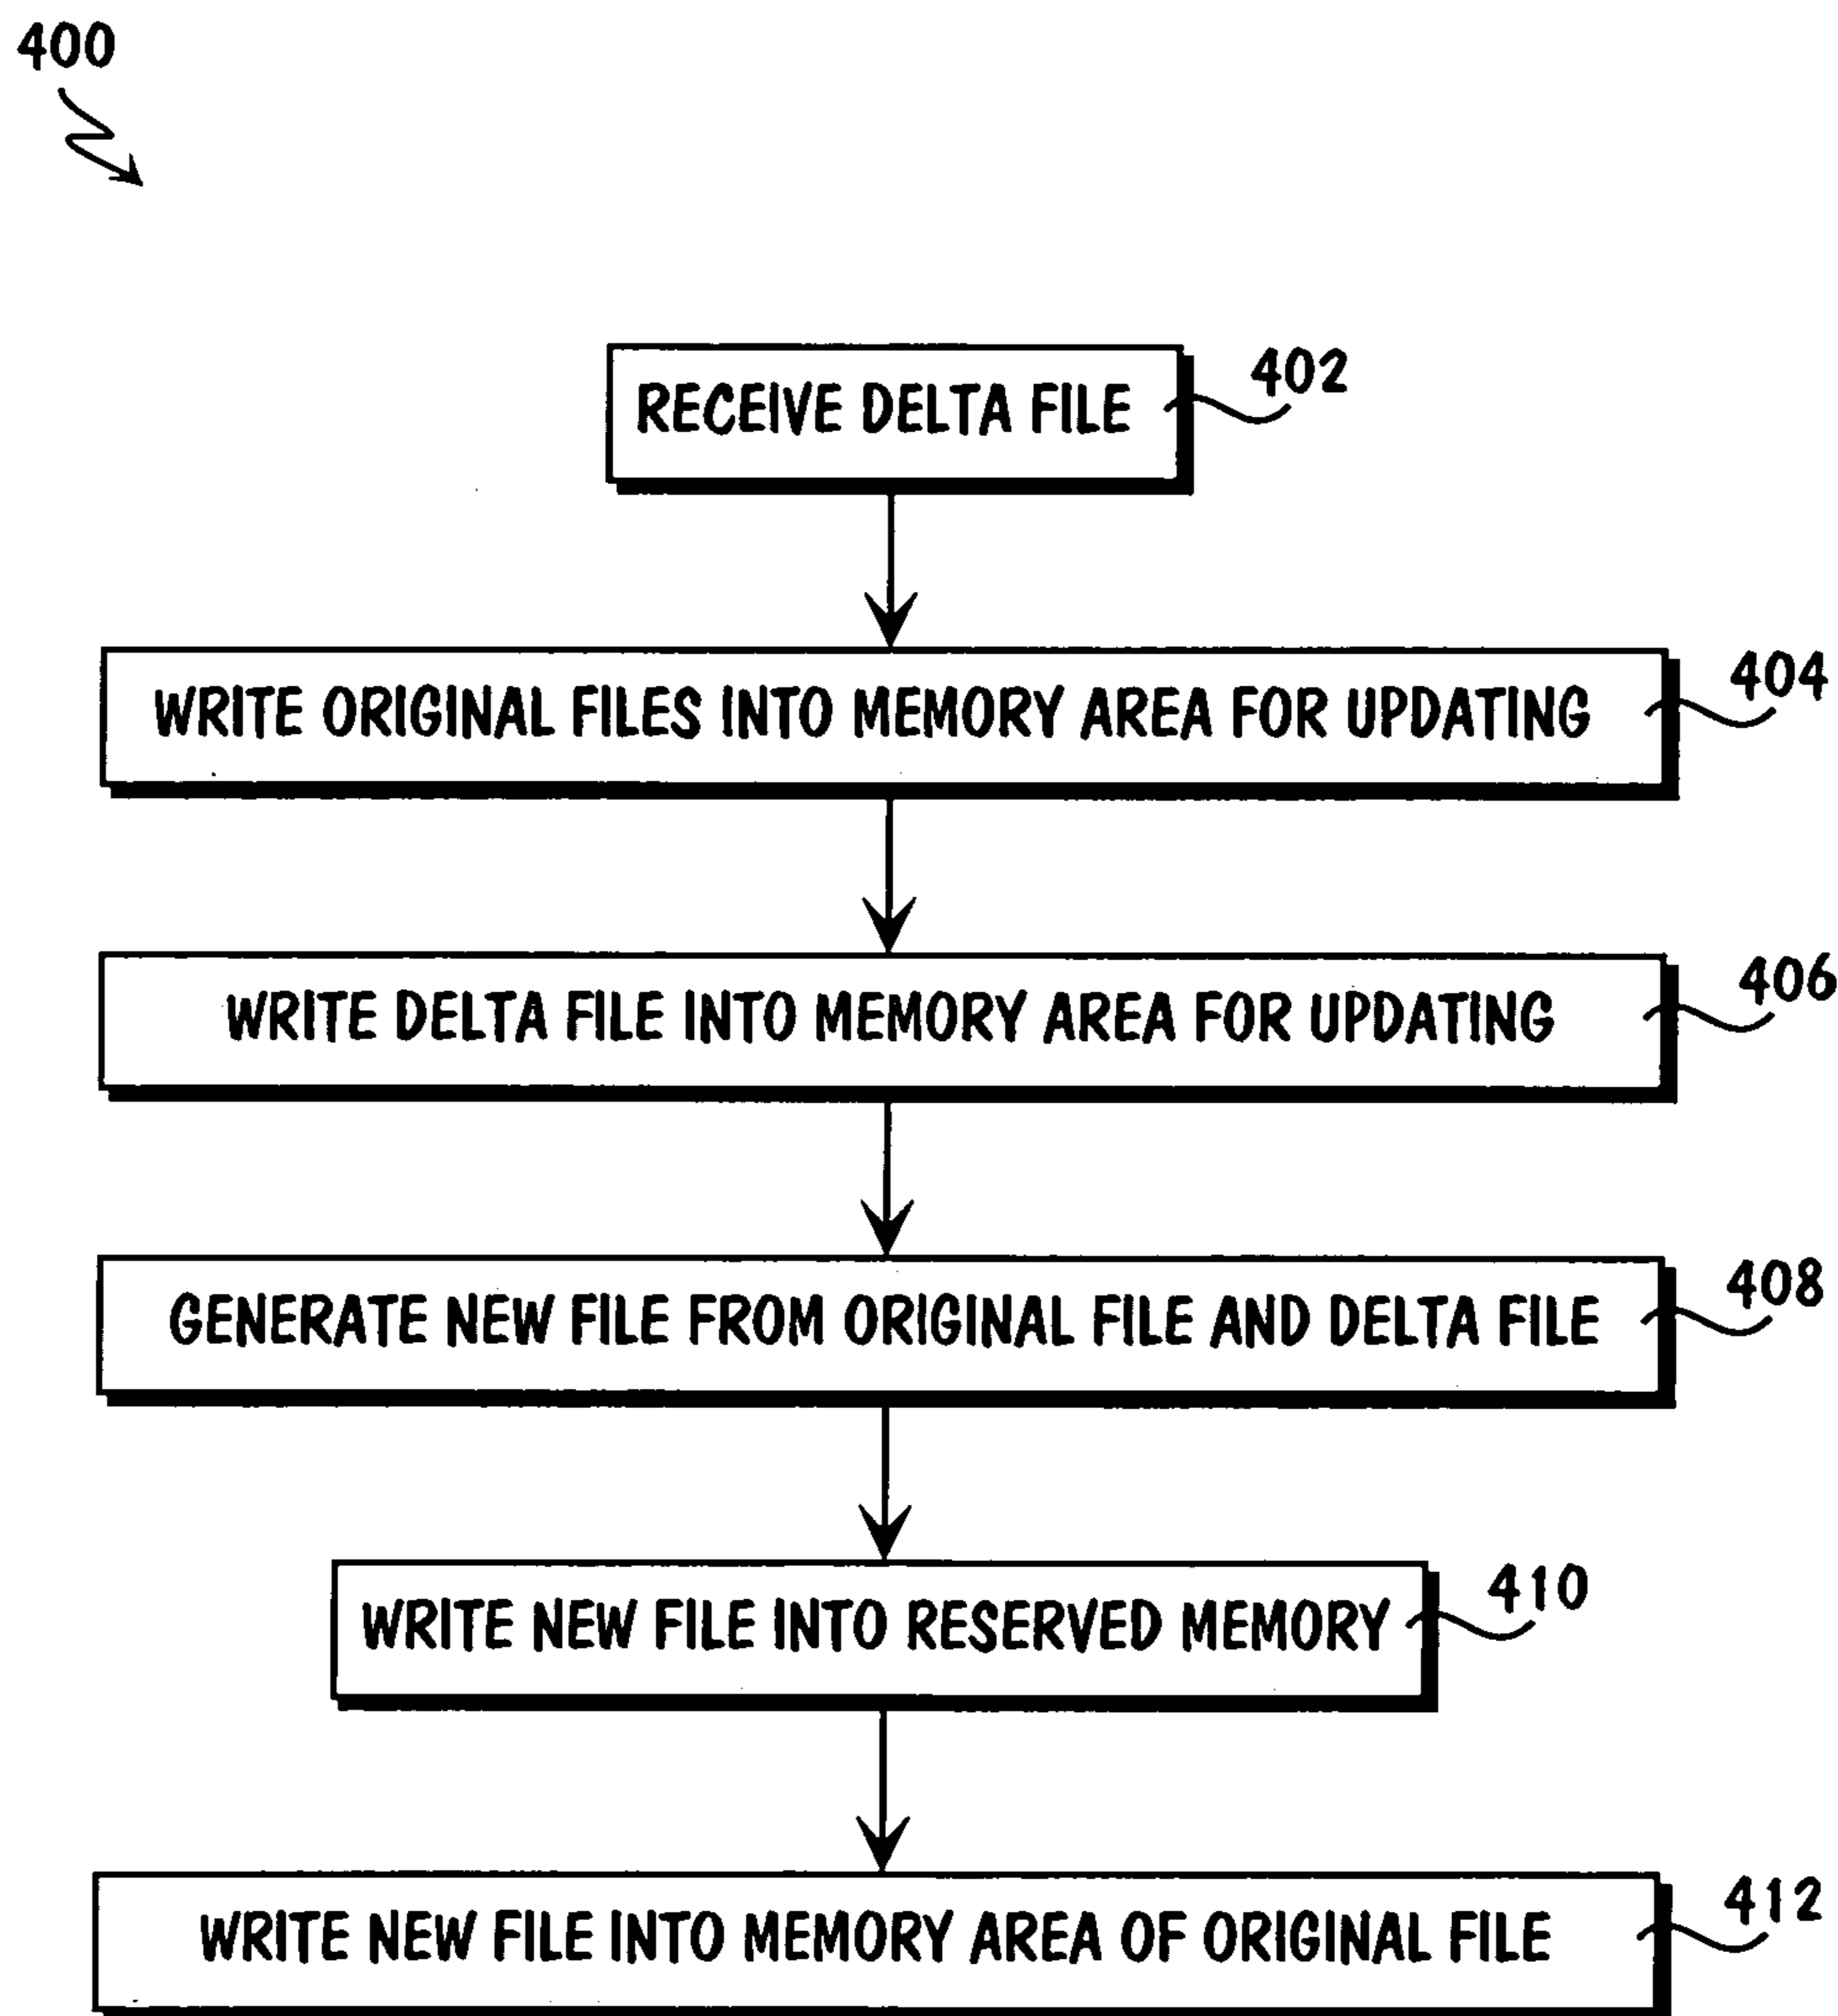 400
RECEIVE DELTA FILE
402
WRITE ORIGINAL FILES INTO MEMORY AREA FOR UPDATING
404
WRITE DELTA FILE INTO MEMORY AREA FOR UPDATING
406
GENERATE NEW FILE FROM ORIGINAL FILE AND DELTA FILE
408
WRITE NEW FILE INTO RESERVED MEMORY
410
WRITE NEW FILE INTO MEMORY AREA OF ORIGINAL FILE
412